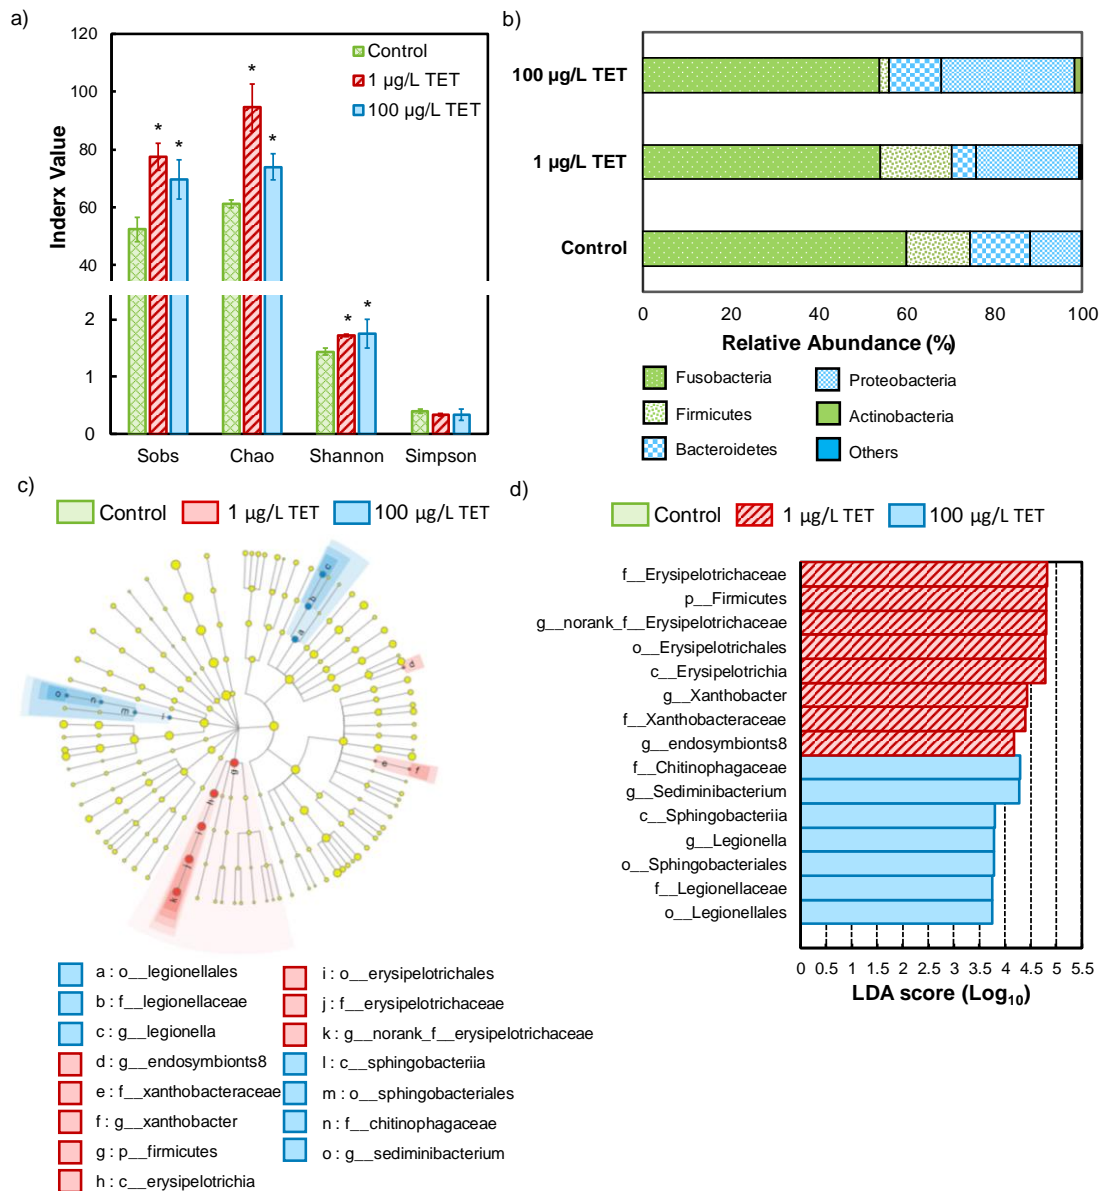 a)
Inderx Value
120
100
80
60
40
2
1
0
Control
1 µg/L TET
100 µg/L TET
*
*
*
*
*
*
Sobs Chao Shannon Simpson
b)
100 µg/L TET
1 µg/L TET
Control
0 20 40 60 80 100
Relative Abundance (%)
Fusobacteria
Firmicutes
Bacteroidetes
Proteobacteria
Actinobacteria
Others
c)
Control 1 µg/L TET 100 µg/L TET
c
b
a
d
e f
g
h
i
j
k
o n m l
a : o__legionellales
b : f__legionellaceae
c : g__legionella
d : g__endosymbionts8
e : f__xanthobacteraceae
f : g__xanthobacter
g : p__firmicutes
h : c__erysipelotrichia
i : o__erysipelotrichales
j : f__erysipelotrichaceae
k : g__norank_f__erysipelotrichaceae
l : c__sphingobacteriia
m : o__sphingobacteriales
n : f__chitinophagaceae
o : g__sediminibacterium
d)
Control 1 µg/L TET 100 µg/L TET
f__Erysipelotrichaceae
p__Firmicutes
g__norank_f__Erysipelotrichaceae
o__Erysipelotrichales
c__Erysipelotrichia
g__Xanthobacter
f__Xanthobacteraceae
g__endosymbionts8
f__Chitinophagaceae
g__Sediminibacterium
c__Sphingobacteriia
g__Legionella
o__Sphingobacteriales
f__Legionellaceae
o__Legionellales
0 0.5 1 1.5 2 2.5 3 3.5 4 4.5 5 5.5
LDA score (Log10)